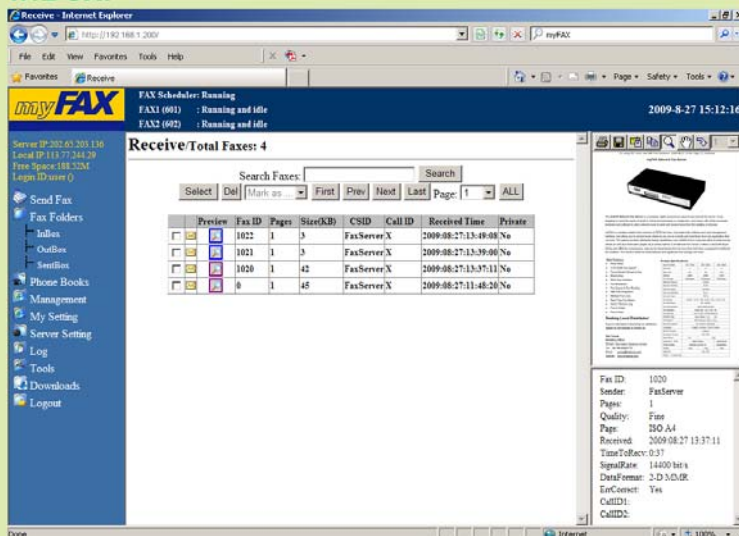 Receive - Internet Explorer
http://192.168.1.200/
myFAX
File Edit View Favorites Tools Help
Favorites Receive
Page Safety Tools
myFAX
FAX Scheduler: Running
FAX1 (601) : Running and idle
FAX2 (602) : Running and idle
2009-8-27 15:12:16
Server IP:202.65.203.136
Local IP:113.77.244.29
Free Space:188.52M
Login ID:user ()
Send Fax
Fax Folders
InBox
OutBox
SentBox
Phone Books
Management
My Setting
Server Setting
Log
Tools
Downloads
Logout
Receive/Total Faxes: 4
Search Faxes: Search
Select Del Mark as ... First Prev Next Last Page: 1 ALL
Preview Fax ID Pages Size(KB) CSID Call ID Received Time Private
1022 1 3 FaxServer X 2009:08:27:13:49:08 No
1021 1 3 FaxServer X 2009:08:27:13:39:00 No
1020 1 42 FaxServer X 2009:08:27:13:37:11 No
0 1 45 FaxServer X 2009:08:27:11:48:20 No
Fax ID: 1020
Sender: FaxServer
Pages: 1
Quality: Fine
Page: ISO A4
Received: 2009:08:27 13:37:11
TimeToRecv: 0:37
SignalRate: 14400 bit/s
DataFormat: 2-D MMR
ErrCorrect: Yes
CallID1:
CallID2:
Done
Internet
100%